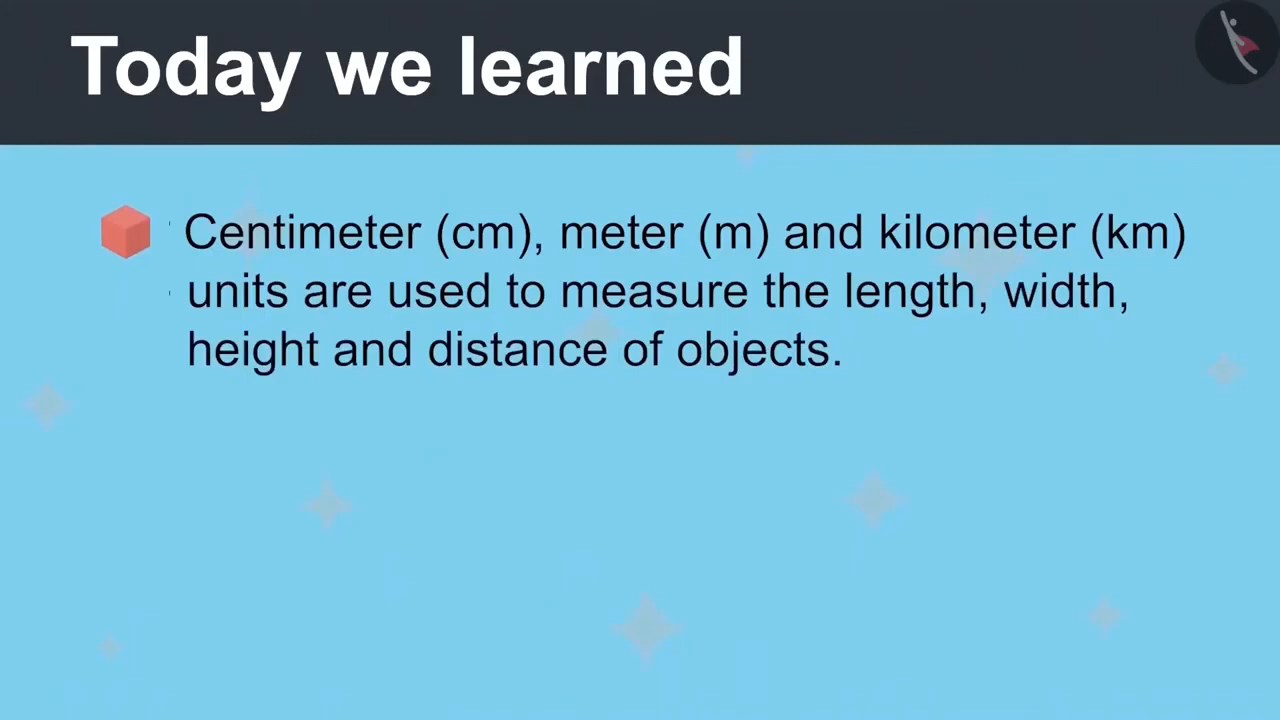 Today we learned
Centimeter (cm), meter (m) and kilometer (km)
units are used to measure the length, width,
height and distance of objects.